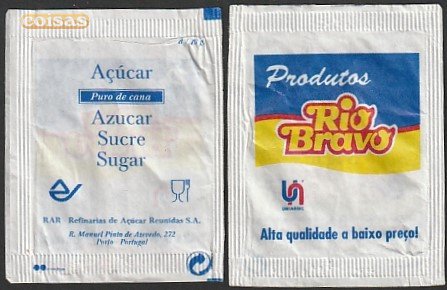 coisas
Açúcar
Puro de cana
Azucar
Sucre
Sugar
RAR Refinarias de Açúcar Reunidas S.A.
R. Manuel Pinto de Azevedo, 272
Porto - Portugal
Produtos
Rio
Bravo
Alta qualidade a baixo preço!